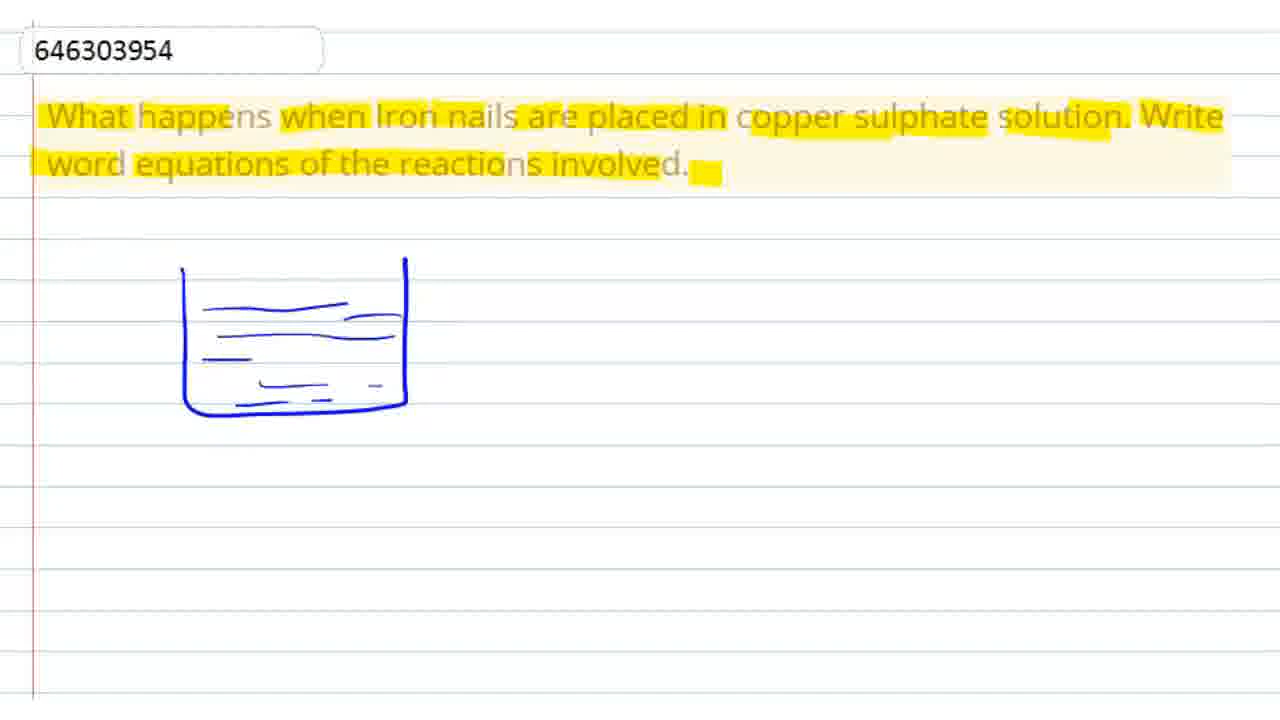 646303954
What happens when Iron nails are placed in copper sulphate solution. Write
word equations of the reactions involved.